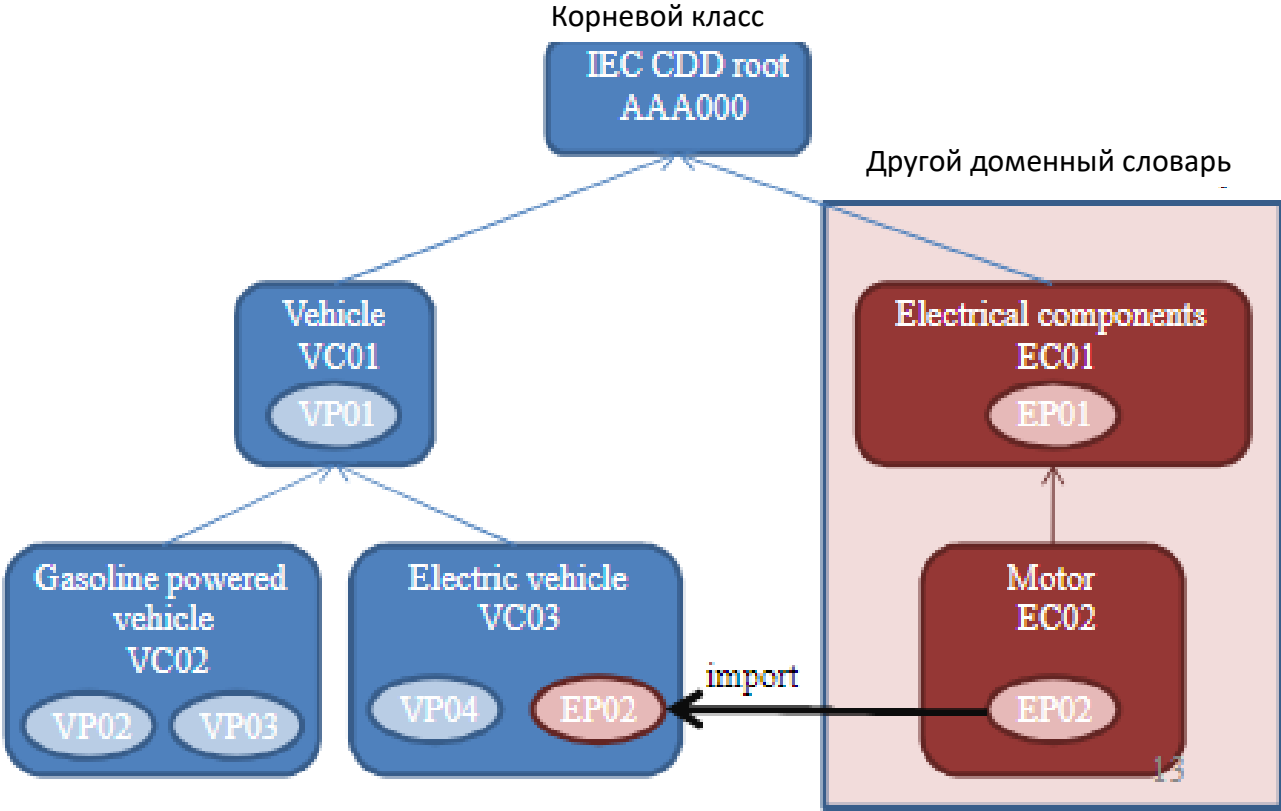 Корневой класс
IEC CDD root
AAA000
Другой доменный словарь
Vehicle
VC01
VP01
Electrical components
EC01
EP01
Gasoline powered
vehicle
VC02
VP02
VP03
Electric vehicle
VC03
VP04
EP02
import
Motor
EC02
EP02
13